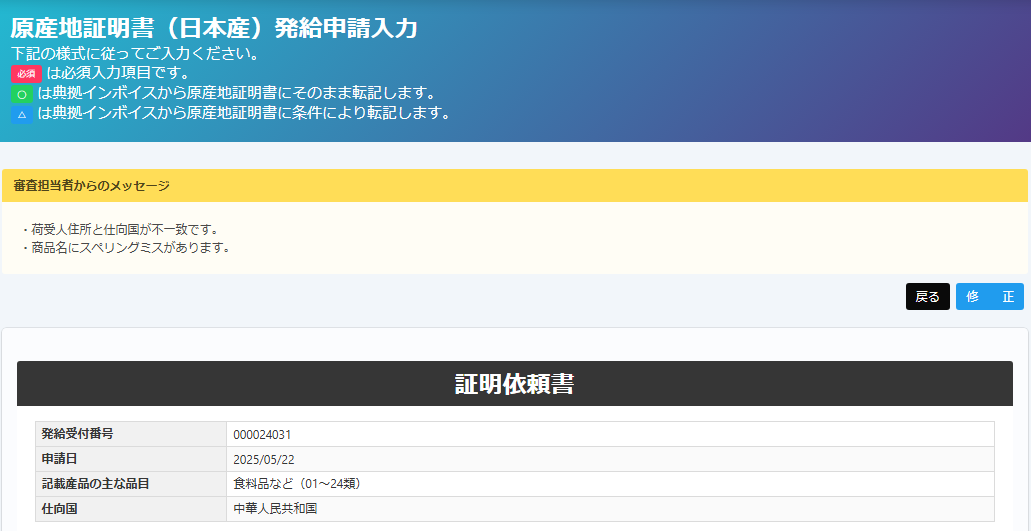 原産地証明書（日本産）発給申請入力
下記の様式に従ってご入力ください。
必須 は必須入力項目です。
○ は典拠インボイスから原産地証明書にそのまま転記します。
△ は典拠インボイスから原産地証明書に条件により転記します。
審査担当者からのメッセージ
・荷受人住所と仕向国が不一致です。
・商品名にスペリングミスがあります。
戻る 修　正
証明依頼書
発給受付番号 000024031
申請日 2025/05/22
記載産品の主な品目 食料品など（01～24類）
仕向国 中華人民共和国